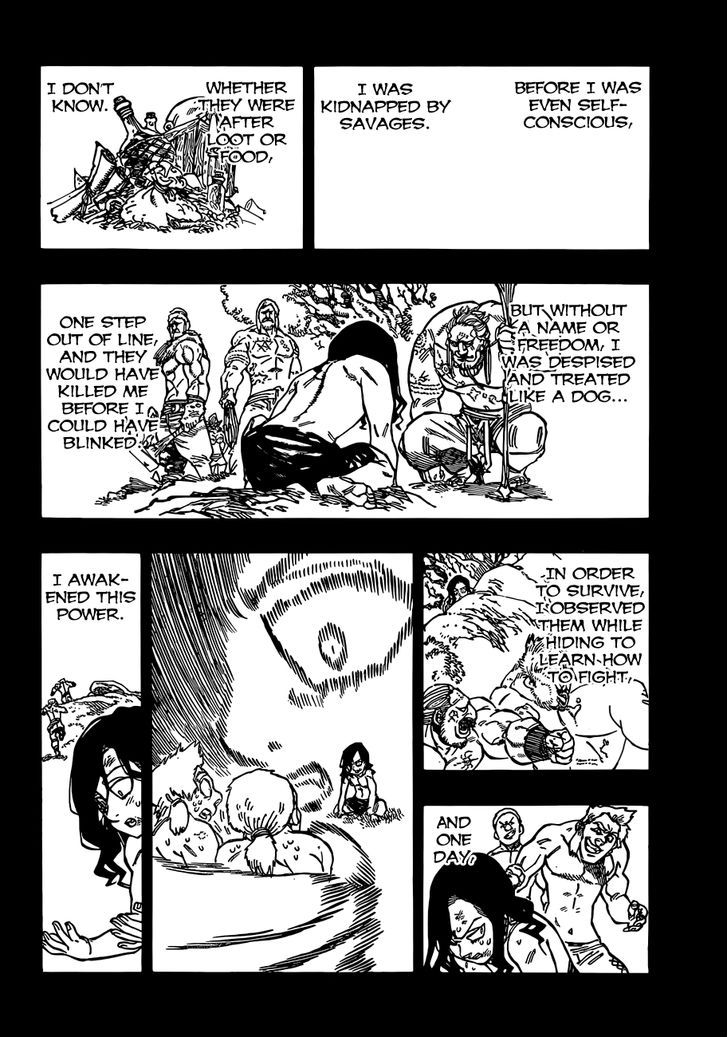 BEFORE I WAS
EVEN SELF-
CONSCIOUS,
I WAS
KIDNAPPED BY
SAVAGES.
WHETHER
THEY WERE
AFTER
LOOT OR
FOOD,
I DON'T
KNOW.
BUT WITHOUT
A NAME OR
FREEDOM, I
WAS DESPISED
AND TREATED
LIKE A DOG...
ONE STEP
OUT OF LINE,
AND THEY
WOULD HAVE
KILLED ME
BEFORE I
COULD HAVE
BLINKED.
IN ORDER
TO SURVIVE,
I OBSERVED
THEM WHILE
HIDING TO
LEARN HOW
TO FIGHT,
AND
ONE
DAY,
I AWAK-
ENED THIS
POWER.